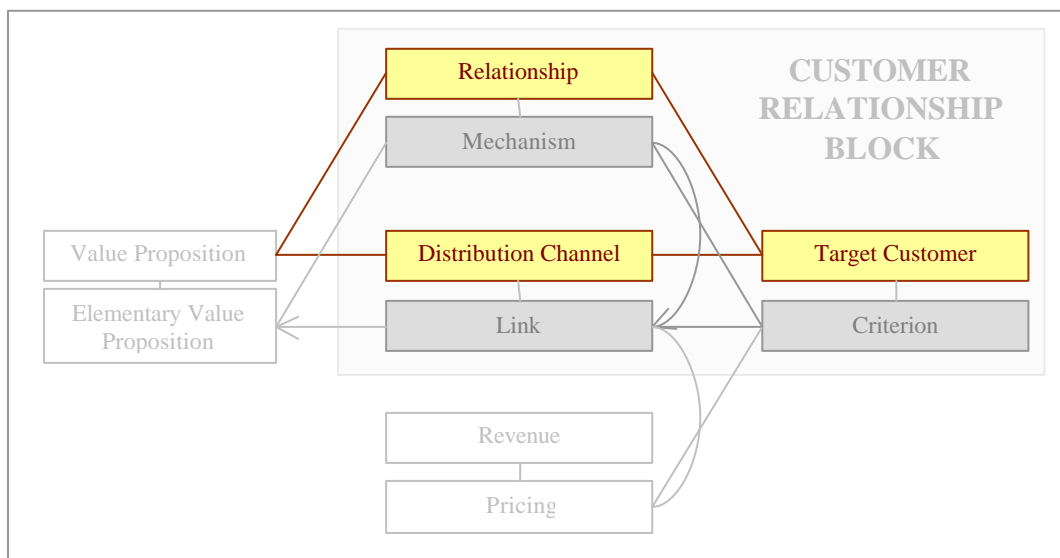 CUSTOMER
RELATIONSHIP
BLOCK
Relationship
Mechanism
Value Proposition
Distribution Channel
Target Customer
Elementary Value
Proposition
Link
Criterion
Revenue
Pricing